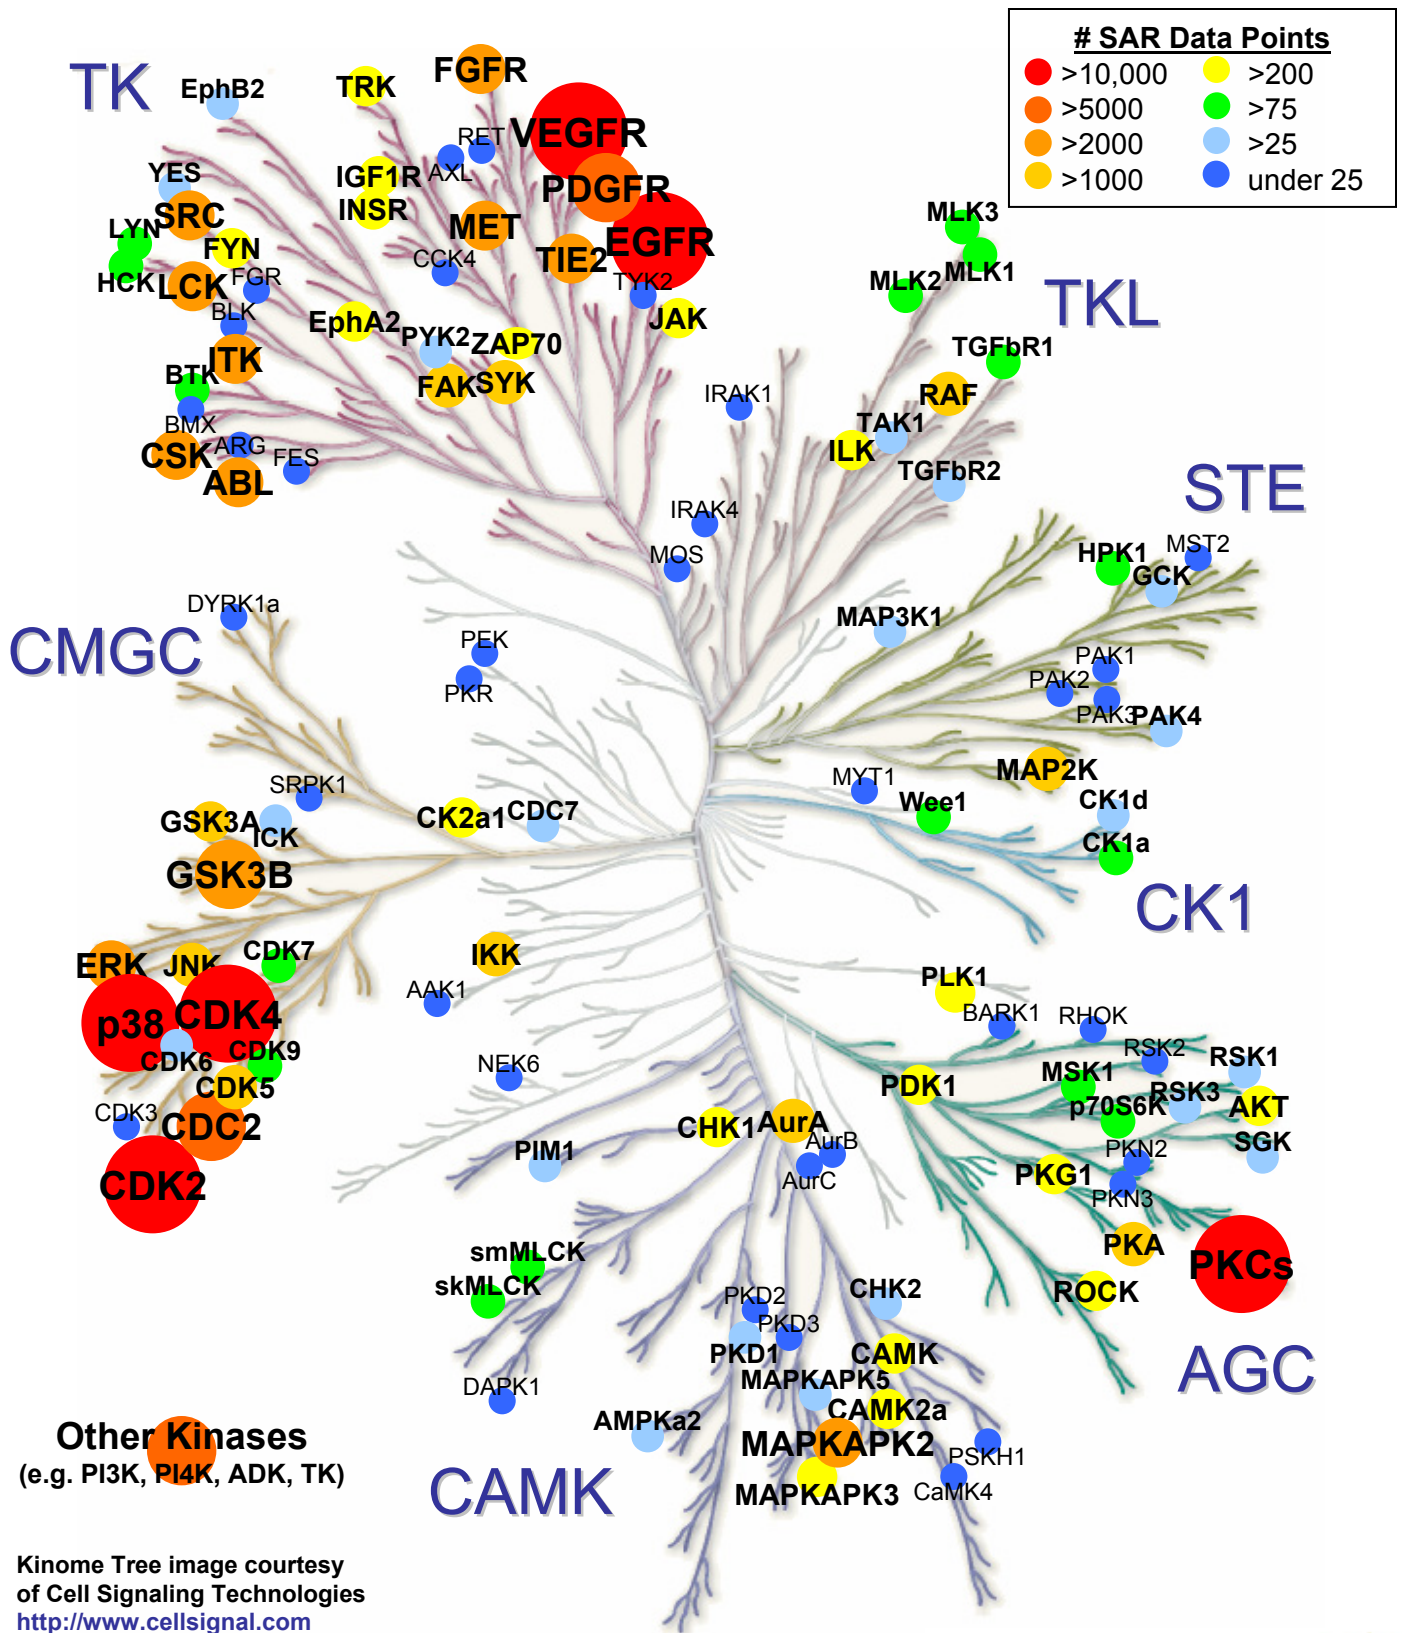 # SAR Data Points
>10,000
>5000
>2000
>1000
>200
>75
>25
under 25
TK
EphB2
TRK
FGFR
VEGFR
RET
AXL
YES
IGF1R
INSR
PDGFR
SRC
MET
EGFR
LYN
FYN
TIE2
HCK
LCK
FGR
CCK4
TYK2
BLK
EphA2
PYK2
ZAP70
JAK
ITK
BTK
FAK
SYK
BMX
CSK
ARG
FES
ABL
MLK3
MLK1
MLK2
TKL
TGFbR1
IRAK1
RAF
TAK1
ILK
TGFbR2
IRAK4
MOS
STE
HPK1
MST2
GCK
MAP3K1
PAK1
PAK2
PAK3
PAK4
MAP2K
DYRK1a
CMGC
PEK
PKR
SRPK1
GSK3A
ICK
CK2a1
CDC7
GSK3B
MYT1
Wee1
CK1d
CK1a
CK1
ERK
JNK
CDK7
p38
CDK4
CDK6
CDK9
CDK5
CDK3
CDC2
CDK2
IKK
AAK1
NEK6
PIM1
PLK1
BARK1
RHOK
RSK2
RSK1
PDK1
MSK1
RSK3
p70S6K
AKT
SGK
PKN2
PKG1
PKN3
PKA
PKCs
ROCK
AGC
CHK1
AurA
AurB
AurC
smMLCK
skMLCK
DAPK1
PKD2
PKD3
PKD1
CHK2
CAMK
MAPKAPK5
CAMK2a
AMPKa2
MAPKAPK2
PSKH1
MAPKAPK3
CaMK4
CAMK
Other Kinases
(e.g. PI3K, PI4K, ADK, TK)
Kinome Tree image courtesy
of Cell Signaling Technologies
http://www.cellsignal.com